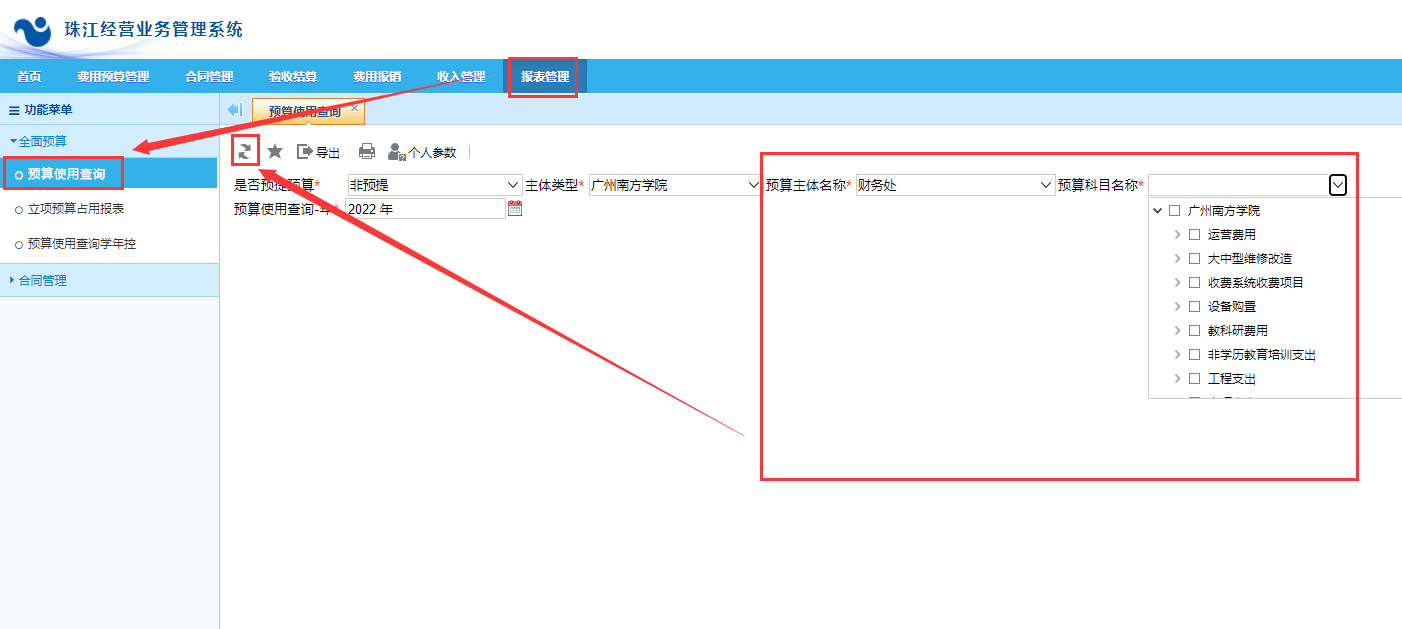 珠江经营业务管理系统
首页 费用预算管理 合同管理 验收结算 费用报销 收入管理 报表管理
功能菜单
预算使用查询
全面预算
预算使用查询
立项预算占用报表
预算使用查询学年控
合同管理
导出 个人参数
是否预提预算* 非预提 主体类型* 广州南方学院 预算主体名称* 财务处 预算科目名称*
预算使用查询-年* 2022 年
广州南方学院
运营费用
大中型维修改造
收费系统收费项目
设备购置
教科研费用
非学历教育培训支出
工程支出